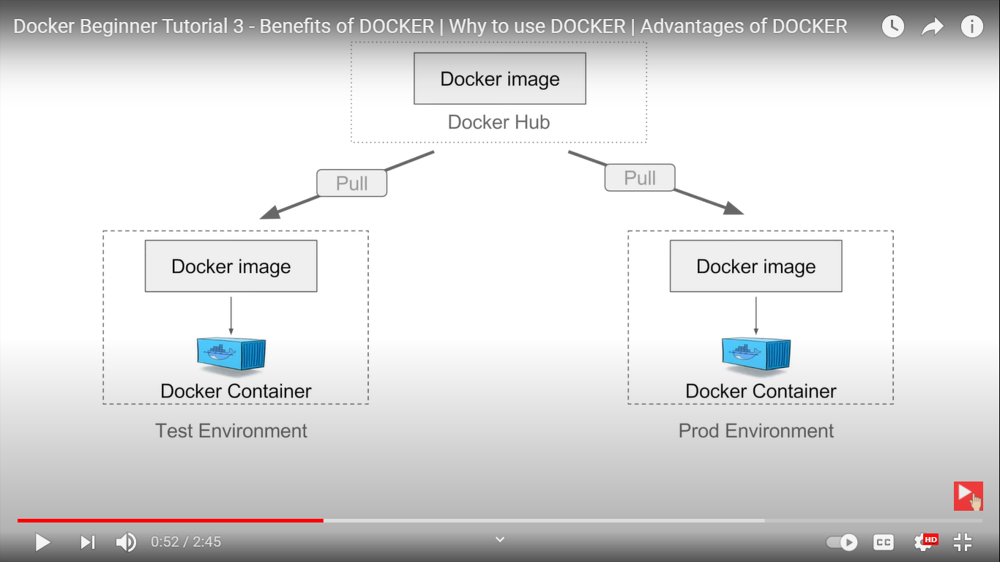 Docker Beginner Tutorial 3 - Benefits of DOCKER | Why to use DOCKER | Advantages of DOCKER
Docker image
Docker Hub
Pull
Pull
Docker image
Docker image
Docker Container
Docker Container
Test Environment
Prod Environment
0:52 / 2:45
CC
HD